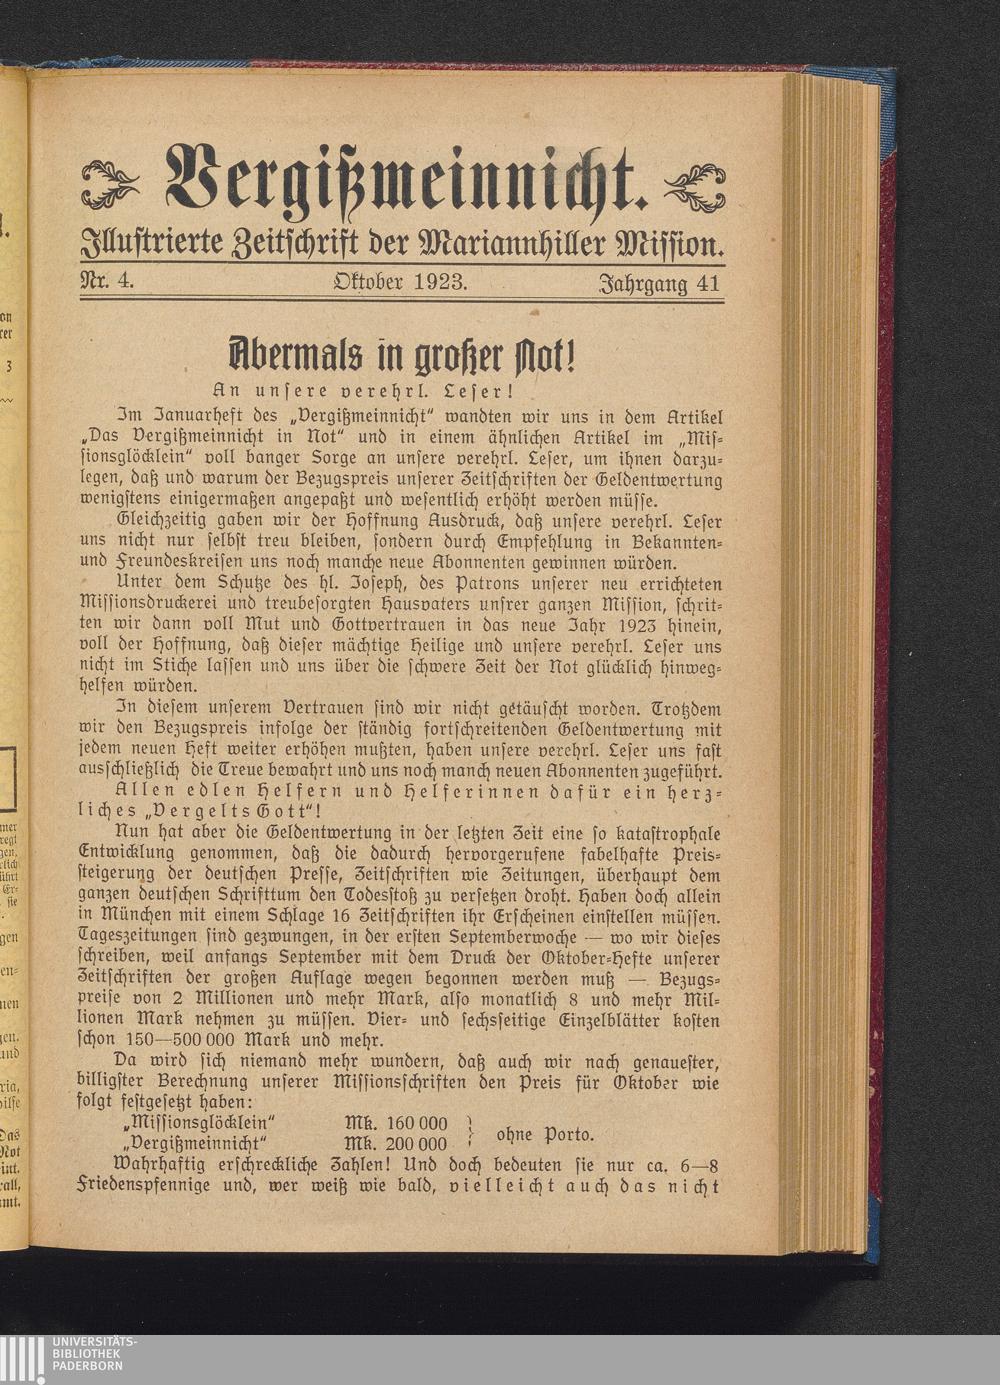 Vergißmeinnicht.
Illustrierte Zeitschrift der Mariannhiller Mission.
Nr. 4. Oktober 1923. Jahrgang 41
Abermals in großer Not!
An unsere verehrl. Leser!
Im Januarheft des „Vergißmeinnicht“ wandten wir uns in dem Artikel
„Das Vergißmeinnicht in Not“ und in einem ähnlichen Artikel im „Mis-
sionsglöcklein“ voll banger Sorge an unsere verehrl. Leser, um ihnen darzu-
legen, daß und warum der Bezugspreis unserer Zeitschriften der Geldentwertung
wenigstens einigermaßen angepaßt und wesentlich erhöht werden müsse.
Gleichzeitig gaben wir der Hoffnung Ausdruck, daß unsere verehrl. Leser
uns nicht nur selbst treu bleiben, sondern durch Empfehlung in Bekannten-
und Freundeskreisen uns noch manche neue Abonnenten gewinnen würden.
Unter dem Schutze des hl. Joseph, des Patrons unserer neu errichteten
Missionsdruckerei und treubesorgten Hausvaters unsrer ganzen Mission, schrit-
ten wir dann voll Mut und Gottvertrauen in das neue Jahr 1923 hinein,
voll der Hoffnung, daß dieser mächtige Heilige und unsere verehrl. Leser uns
nicht im Stiche lassen und uns über die schwere Zeit der Not glücklich hinweg-
helfen würden.
In diesem unserem Vertrauen sind wir nicht getäuscht worden. Trotzdem
wir den Bezugspreis infolge der ständig fortschreitenden Geldentwertung mit
jedem neuen Heft weiter erhöhen mußten, haben unsere verehrl. Leser uns fast
ausschließlich die Treue bewahrt und uns noch manch neuen Abonnenten zugeführt.
Allen edlen Helfern und Helferinnen dafür ein herz-
liches „Vergelts Gott“!
Nun hat aber die Geldentwertung in der letzten Zeit eine so katastrophale
Entwicklung genommen, daß die dadurch hervorgerufene fabelhafte Preis-
steigerung der deutschen Presse, Zeitschriften wie Zeitungen, überhaupt dem
ganzen deutschen Schrifttum den Todesstoß zu versetzen droht. Haben doch allein
in München mit einem Schlage 16 Zeitschriften ihr Erscheinen einstellen müssen.
Tageszeitungen sind gezwungen, in der ersten Septemberwoche — wo wir dieses
schreiben, weil anfangs September mit dem Druck der Oktober-Hefte unserer
Zeitschriften der großen Auflage wegen begonnen werden muß — Bezugs-
preise von 2 Millionen und mehr Mark, also monatlich 8 und mehr Mil-
lionen Mark nehmen zu müssen. Vier- und sechsseitige Einzelblätter kosten
schon 150—500 000 Mark und mehr.
Da wird sich niemand mehr wundern, daß auch wir nach genauester,
billigster Berechnung unserer Missionsschriften den Preis für Oktober wie
folgt festgesetzt haben:
„Missionsglöcklein“ Mk. 160 000
„Vergißmeinnicht“ Mk. 200 000 } ohne Porto.
Wahrhaftig erschreckliche Zahlen! Und doch bedeuten sie nur ca. 6—8
Friedenspfennige und, wer weiß wie bald, vielleicht auch das nicht
UNIVERSITÄTS-
BIBLIOTHEK
PADERBORN